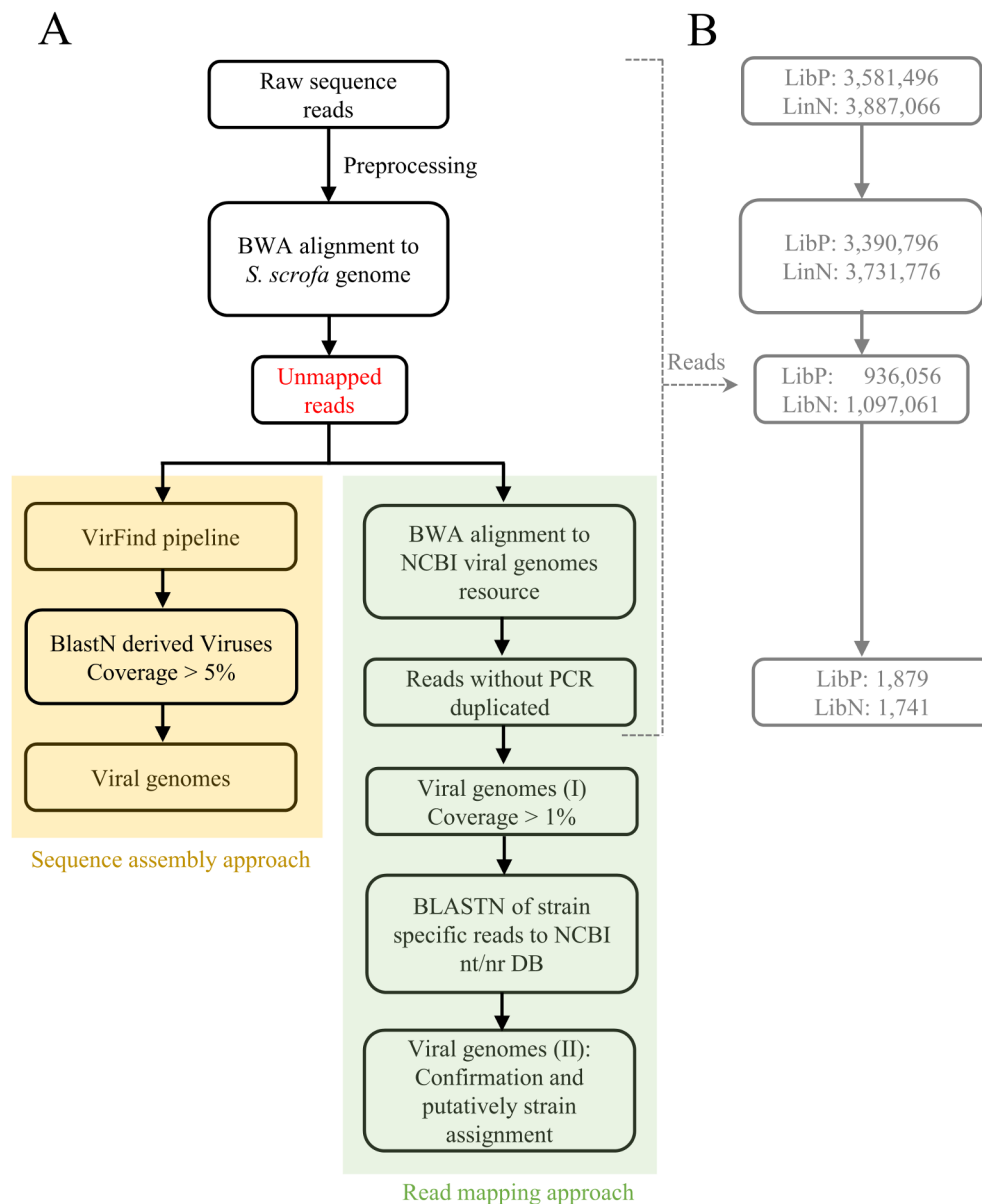 A
Raw sequence
reads
Preprocessing
BWA alignment to
S. scrofa genome
Unmapped
reads
VirFind pipeline
BlastN derived Viruses
Coverage > 5%
Viral genomes
Sequence assembly approach
BWA alignment to
NCBI viral genomes
resource
Reads without PCR
duplicated
Viral genomes (I)
Coverage > 1%
BLASTN of strain
specific reads to NCBI
nt/nr DB
Viral genomes (II):
Confirmation and
putatively strain
assignment
Read mapping approach
Reads
B
LibP: 3,581,496
LinN: 3,887,066
LibP: 3,390,796
LinN: 3,731,776
LibP: 936,056
LibN: 1,097,061
LibP: 1,879
LibN: 1,741